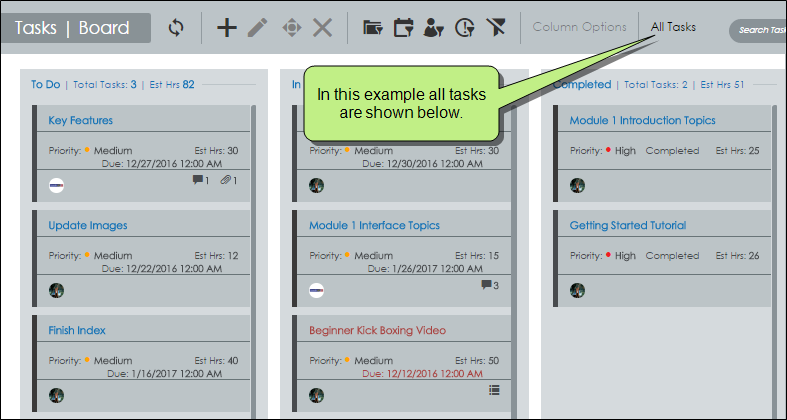 Tasks | Board
Column Options
All Tasks
Search Task
In this example all tasks
are shown below.
To Do | Total Tasks: 3 | Est Hrs 82
Key Features
Priority: Medium Est Hrs: 30
Due: 12/27/2016 12:00 AM
1 1
Update Images
Priority: Medium Est Hrs: 12
Due: 12/22/2016 12:00 AM
Finish Index
Priority: Medium Est Hrs: 40
Due: 1/16/2017 12:00 AM
In
Est Hrs: 30
Due: 12/30/2016 12:00 AM
Module 1 Interface Topics
Priority: Medium Est Hrs: 15
Due: 1/26/2017 12:00 AM
3
Beginner Kick Boxing Video
Priority: Medium Est Hrs: 50
Due: 12/12/2016 12:00 AM
Completed | Total Tasks: 2 | Est Hrs 51
Module 1 Introduction Topics
Priority: High Completed Est Hrs: 25
Getting Started Tutorial
Priority: High Completed Est Hrs: 26